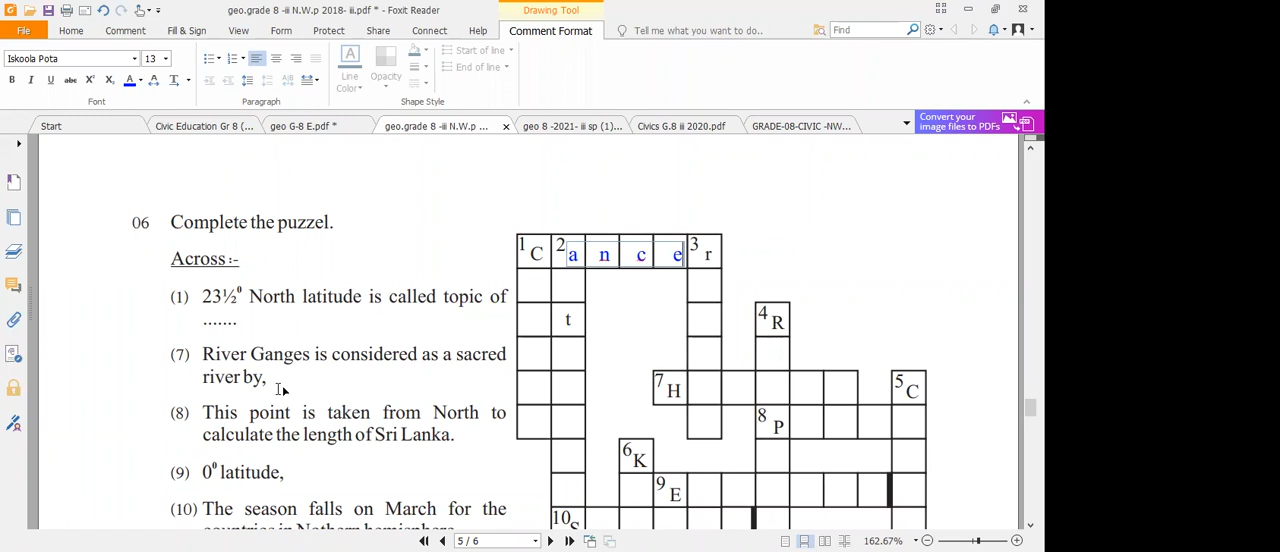 geo.grade 8 -iii N.W.p 2018- iii.pdf * - Foxit Reader
Drawing Tool
File
Home
Comment
Fill & Sign
View
Form
Protect
Share
Connect
Help
Comment Format
Tell me what you want to do..
Find
Iskoola Pota
13
B I U abc X² X₂ A T
Line Color
Opacity
Start of line
End of line
Font
Paragraph
Shape Style
Start
Civic Education Gr 8 (...
geo G-8 E.pdf *
geo.grade 8 -iii N.W.p ...
geo 8 -2021- iii sp (1)...
Civics G.8 iii 2020.pdf
GRADE-08-CIVIC -NW...
Convert your
image files to PDFs
06 Complete the puzzel.
Across :-
(1) 23½⁰ North latitude is called topic of
.......
(7) River Ganges is considered as a sacred
river by,
(8) This point is taken from North to
calculate the length of Sri Lanka.
(9) 0⁰ latitude,
(10) The season falls on March for the
countries in Nothern hemisphere
1 C 2 a n c e 3 r
t
4 R
7 H 5 C
8 P
6 K
9 E
10 S
5 / 6
162.67%